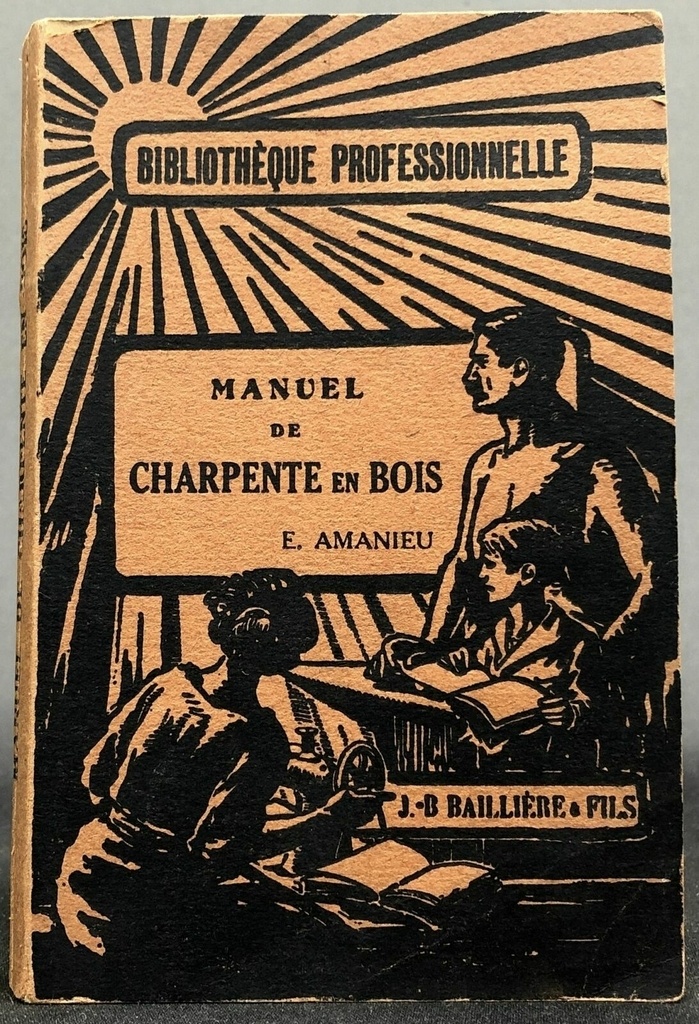 BIBLIOTHÈQUE PROFESSIONNELLE
MANUEL
DE
CHARPENTE EN BOIS
E. AMANIEU
J.-B BAILLIÈRE & FILS